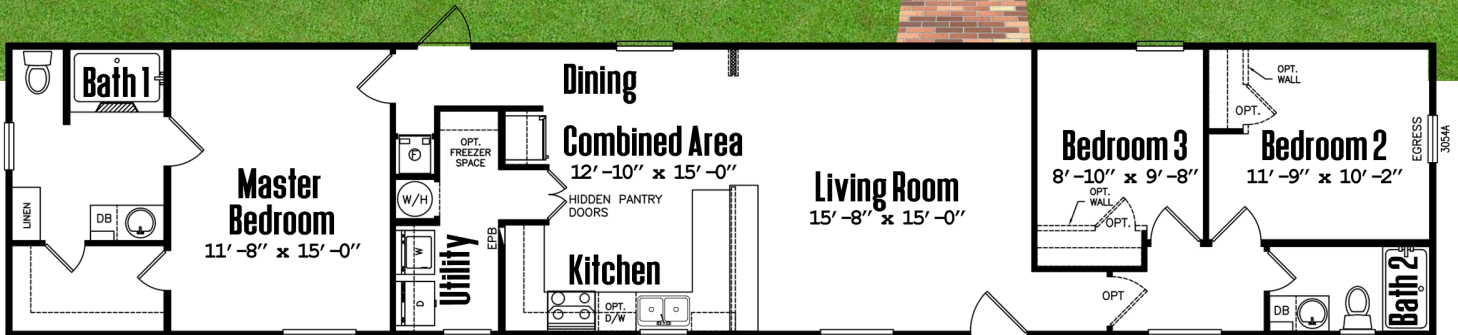 Bath 1
LINEN
DB
Master
Bedroom
11'-8" x 15'-0"
F
W/H
OPT.
FREEZER
SPACE
W
D
Utility
EPB
Dining
Combined Area
12'-10" x 15'-0"
HIDDEN PANTRY
DOORS
Kitchen
OPT.
D/W
Living Room
15'-8" x 15'-0"
Bedroom 3
8'-10" x 9'-8"
OPT.
WALL
OPT.
OPT
OPT.
WALL
OPT.
Bedroom 2
11'-9" x 10'-2"
EGRESS
3054A
DB
Bath 2